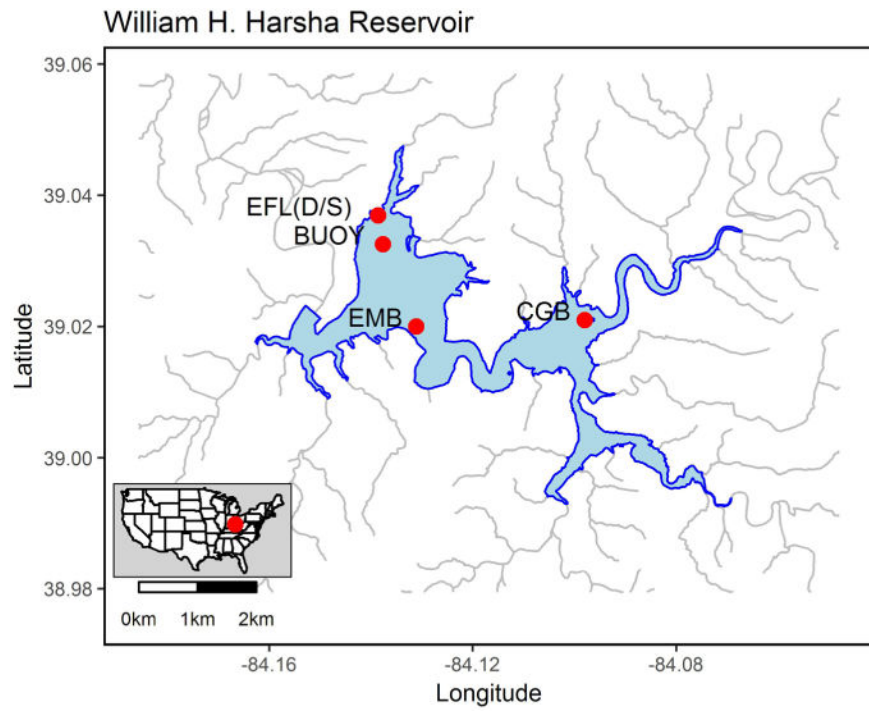 William H. Harsha Reservoir
39.06
39.04
39.02
39.00
38.98
Latitude
EFL(D/S)
BUOY
EMB
CGB
0km 1km 2km
-84.16 -84.12 -84.08
Longitude